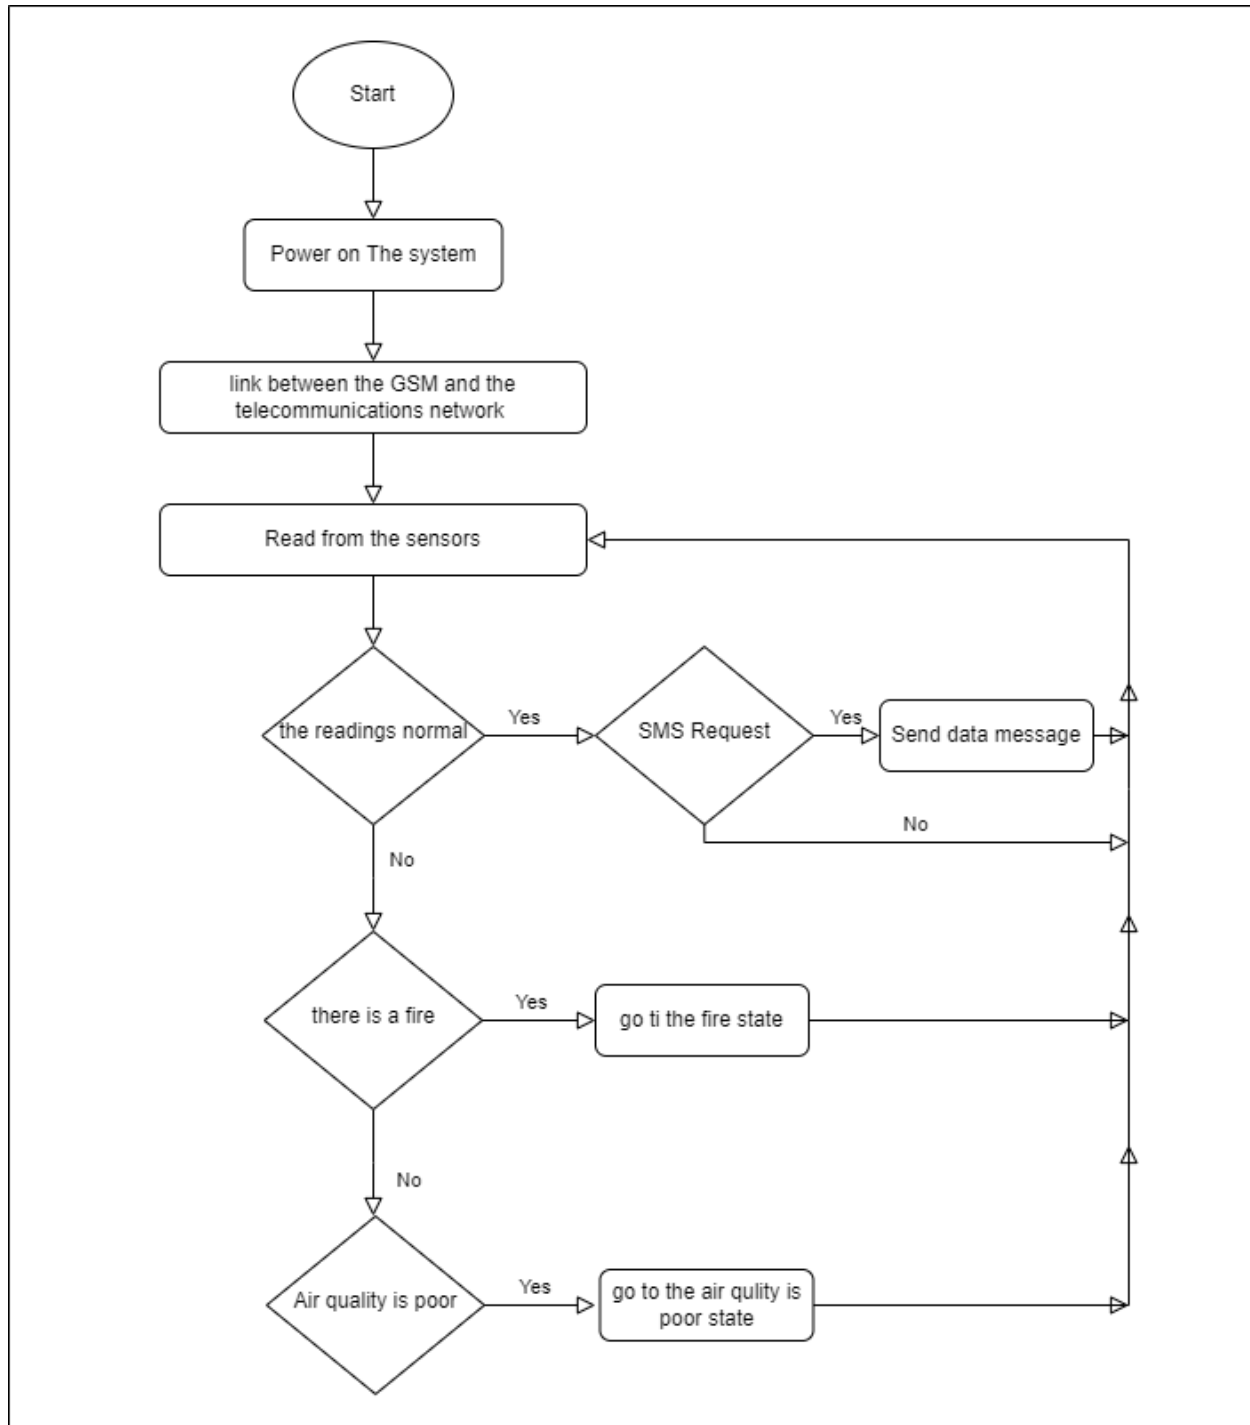 Start
Power on The system
link between the GSM and the
telecommunications network
Read from the sensors
the readings normal
Yes
SMS Request
Yes
Send data message
No
No
there is a fire
Yes
go ti the fire state
No
Air quality is poor
Yes
go to the air qulity is
poor state